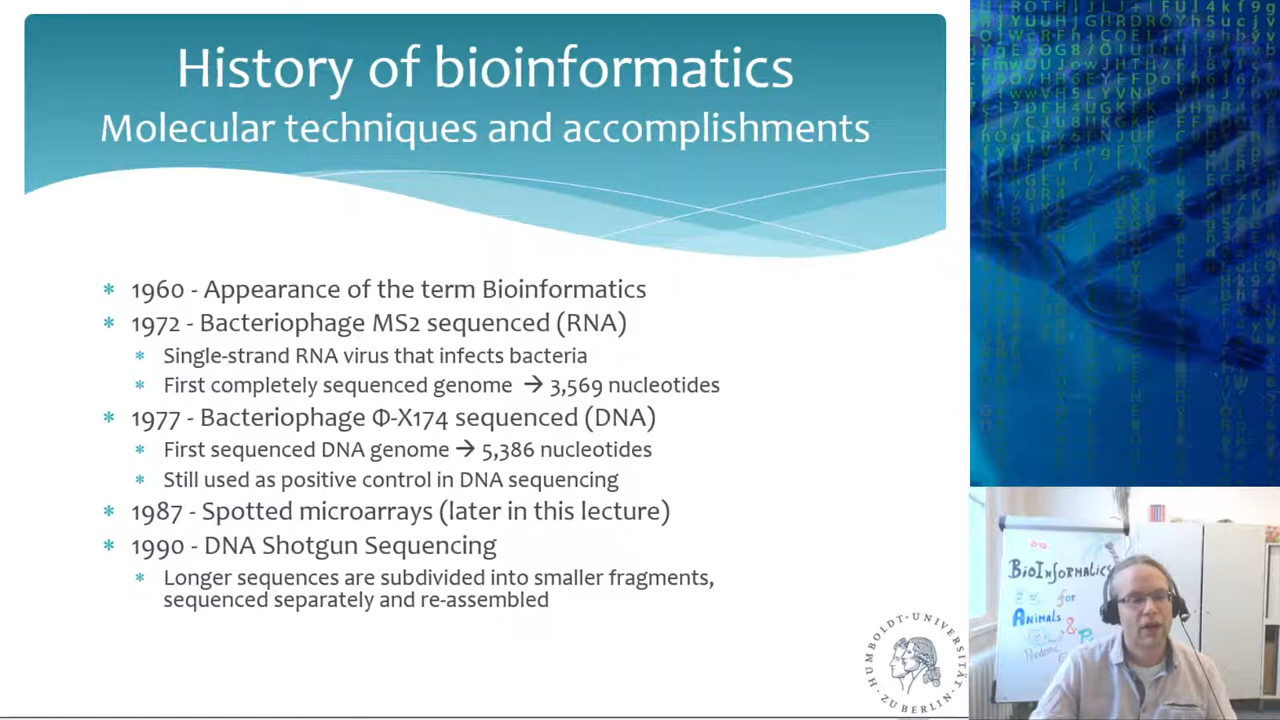 History of bioinformatics
Molecular techniques and accomplishments
* 1960 - Appearance of the term Bioinformatics
* 1972 - Bacteriophage MS2 sequenced (RNA)
* Single-strand RNA virus that infects bacteria
* First completely sequenced genome → 3,569 nucleotides
* 1977 - Bacteriophage Φ-X174 sequenced (DNA)
* First sequenced DNA genome → 5,386 nucleotides
* Still used as positive control in DNA sequencing
* 1987 - Spotted microarrays (later in this lecture)
* 1990 - DNA Shotgun Sequencing
* Longer sequences are subdivided into smaller fragments,
sequenced separately and re-assembled
HUMBOLDT-UNIVERSITÄT
ZU BERLIN
BioInformatics
for
Animals
&